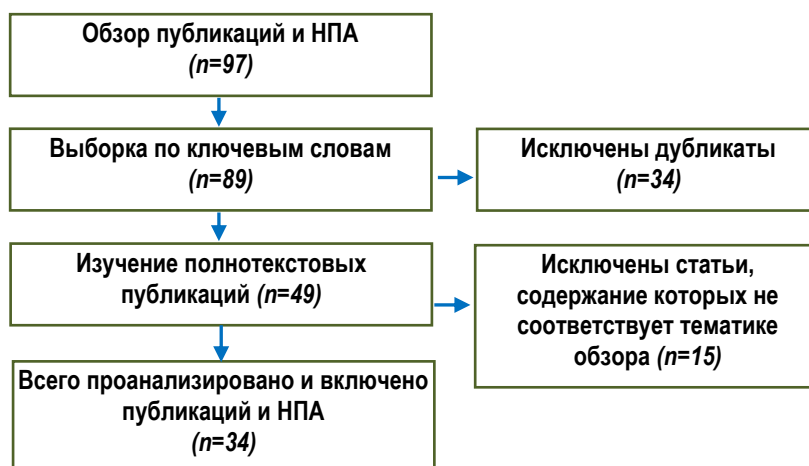 Обзор публикаций и НПА
(n=97)
Выборка по ключевым словам
(n=89)
Исключены дубликаты
(n=34)
Изучение полнотекстовых
публикаций (n=49)
Исключены статьи,
содержание которых не
соответствует тематике
обзора (n=15)
Всего проанализировано и включено
публикаций и НПА
(n=34)